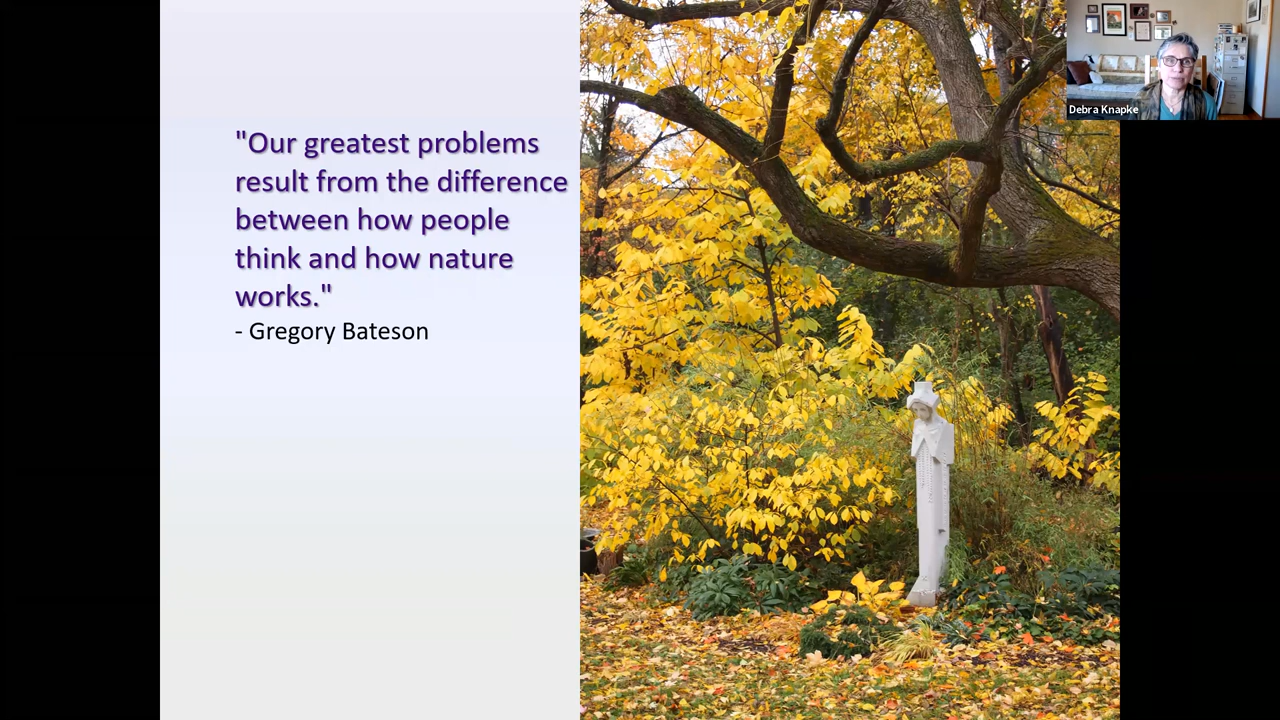 "Our greatest problems
result from the difference
between how people
think and how nature
works."
- Gregory Bateson
Debra Knapke